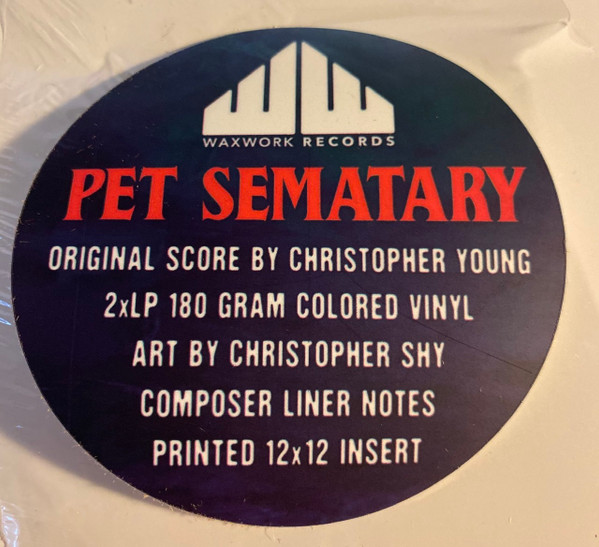 WAXWORK RECORDS
PET SEMATARY
ORIGINAL SCORE BY CHRISTOPHER YOUNG
2xLP 180 GRAM COLORED VINYL
ART BY CHRISTOPHER SHY
COMPOSER LINER NOTES
PRINTED 12x12 INSERT